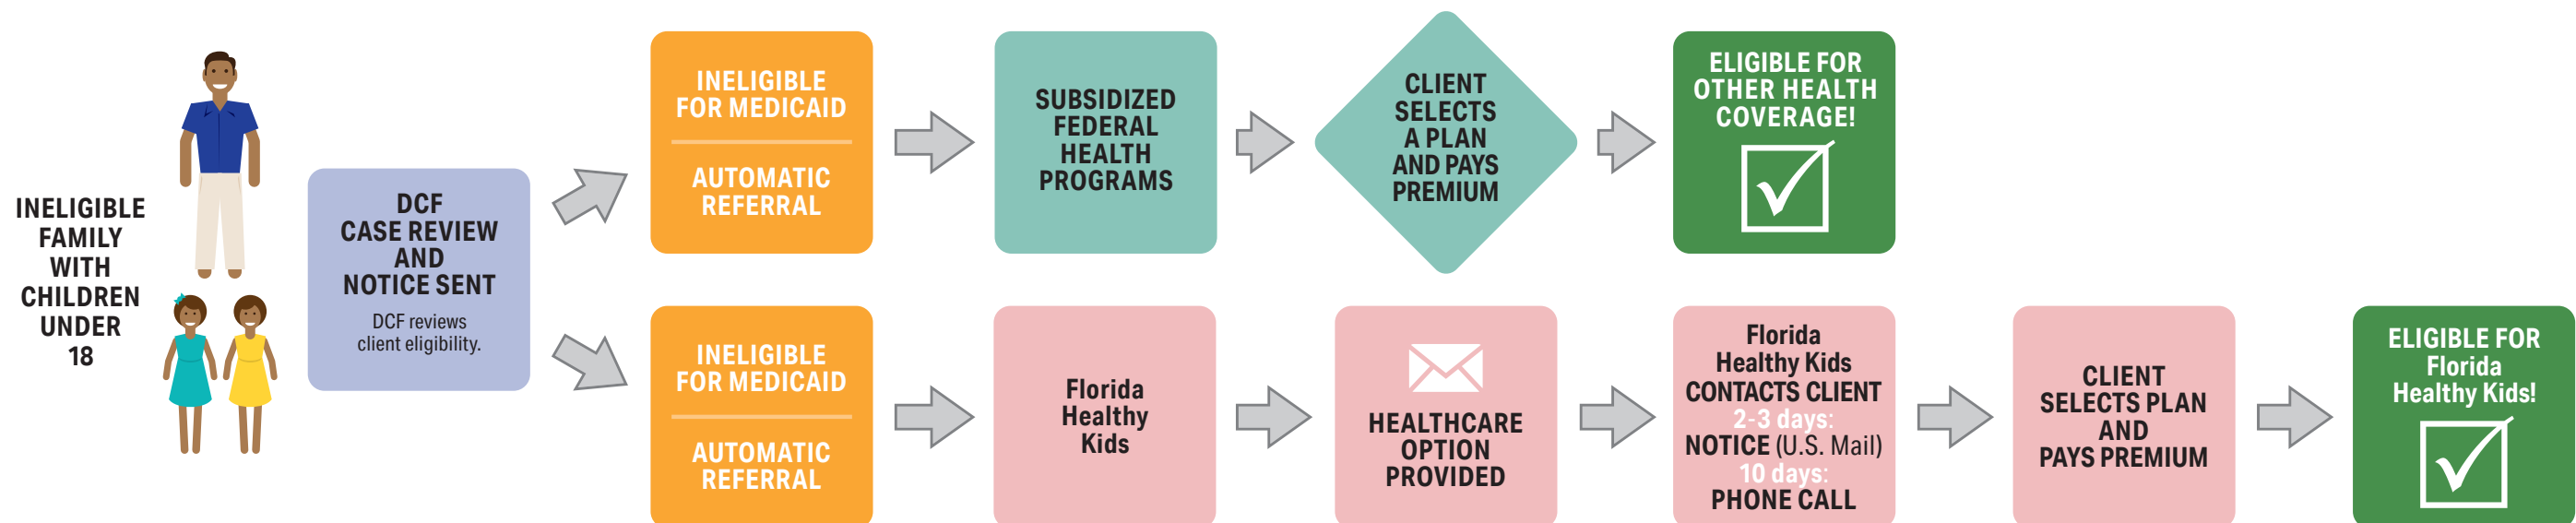 INELIGIBLE
FAMILY
WITH
CHILDREN
UNDER
18
DCF
CASE REVIEW
AND
NOTICE SENT
DCF reviews
client eligibility.
INELIGIBLE
FOR MEDICAID
AUTOMATIC
REFERRAL
SUBSIDIZED
FEDERAL
HEALTH
PROGRAMS
CLIENT
SELECTS
A PLAN
AND PAYS
PREMIUM
ELIGIBLE FOR
OTHER HEALTH
COVERAGE!
INELIGIBLE
FOR MEDICAID
AUTOMATIC
REFERRAL
Florida
Healthy
Kids
HEALTHCARE
OPTION
PROVIDED
Florida
Healthy Kids
CONTACTS CLIENT
2-3 days:
NOTICE (U.S. Mail)
10 days:
PHONE CALL
CLIENT
SELECTS PLAN
AND
PAYS PREMIUM
ELIGIBLE FOR
Florida
Healthy Kids!